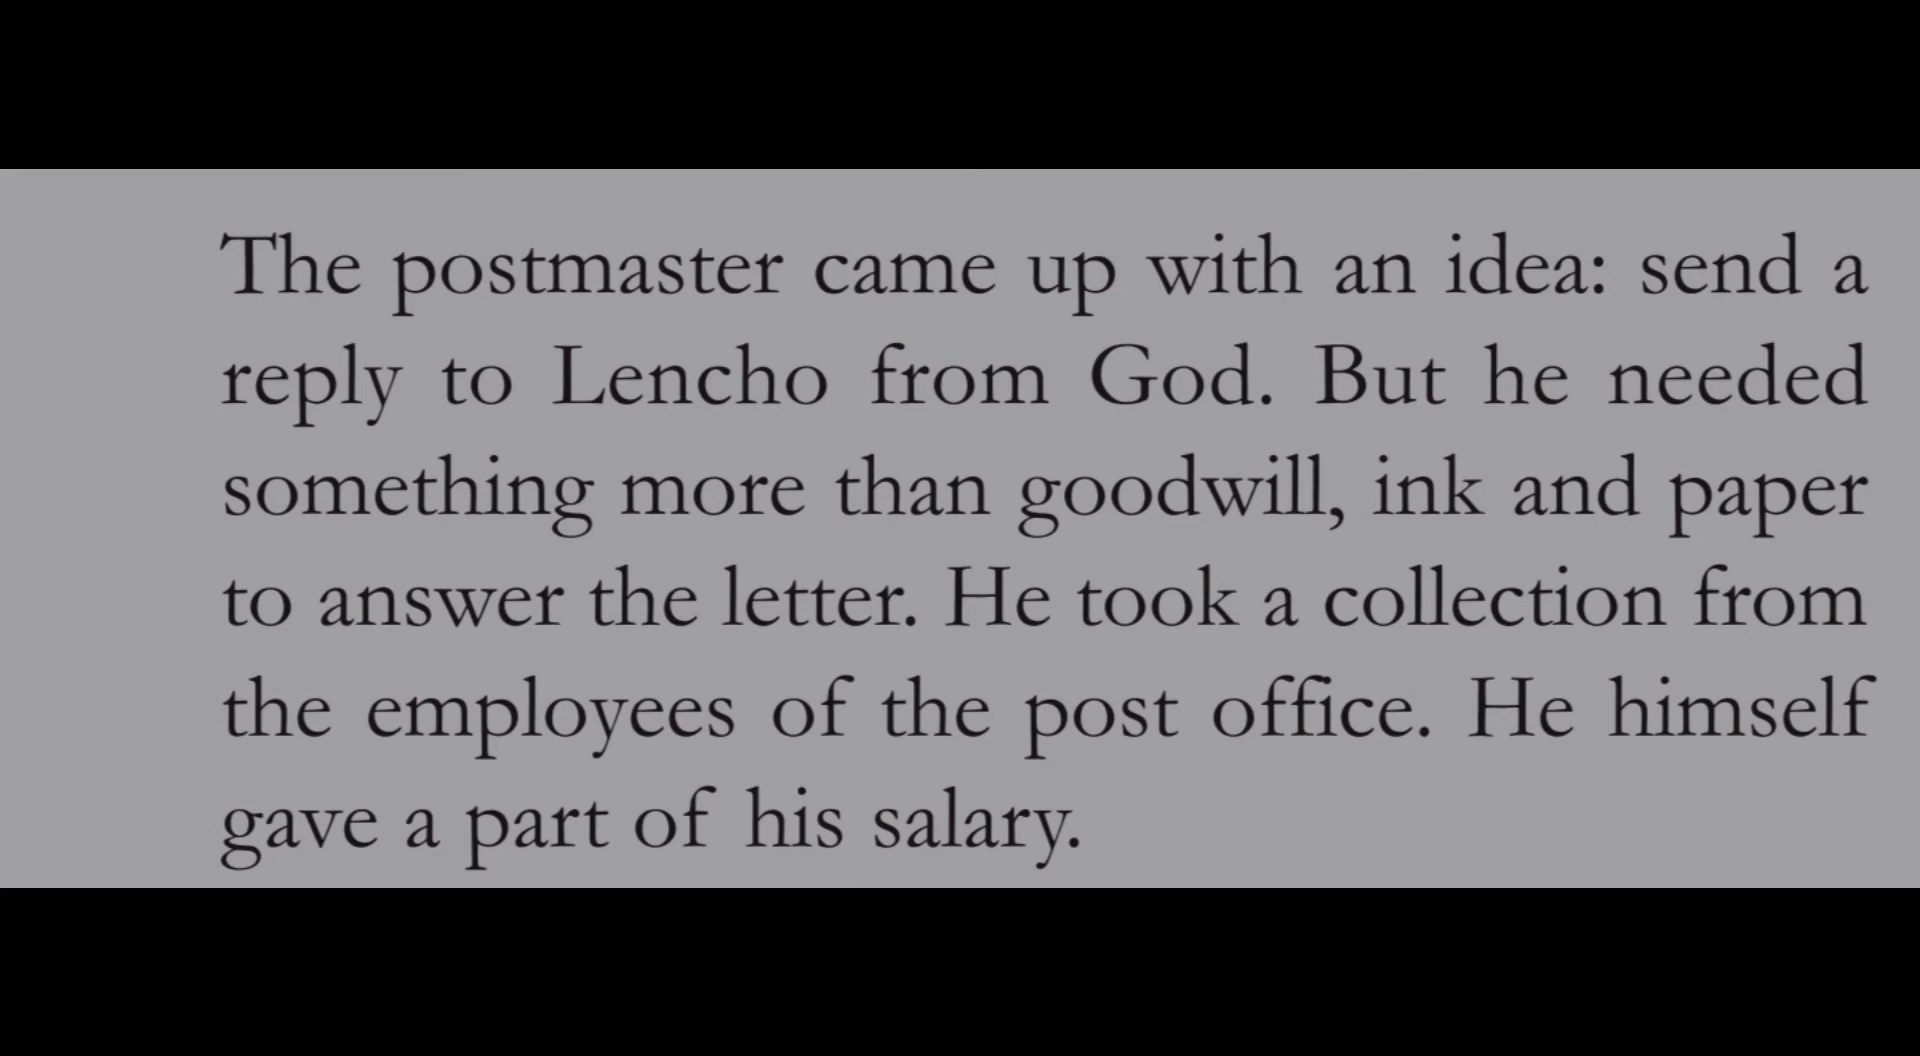 The postmaster came up with an idea: send a
reply to Lencho from God. But he needed
something more than goodwill, ink and paper
to answer the letter. He took a collection from
the employees of the post office. He himself
gave a part of his salary.